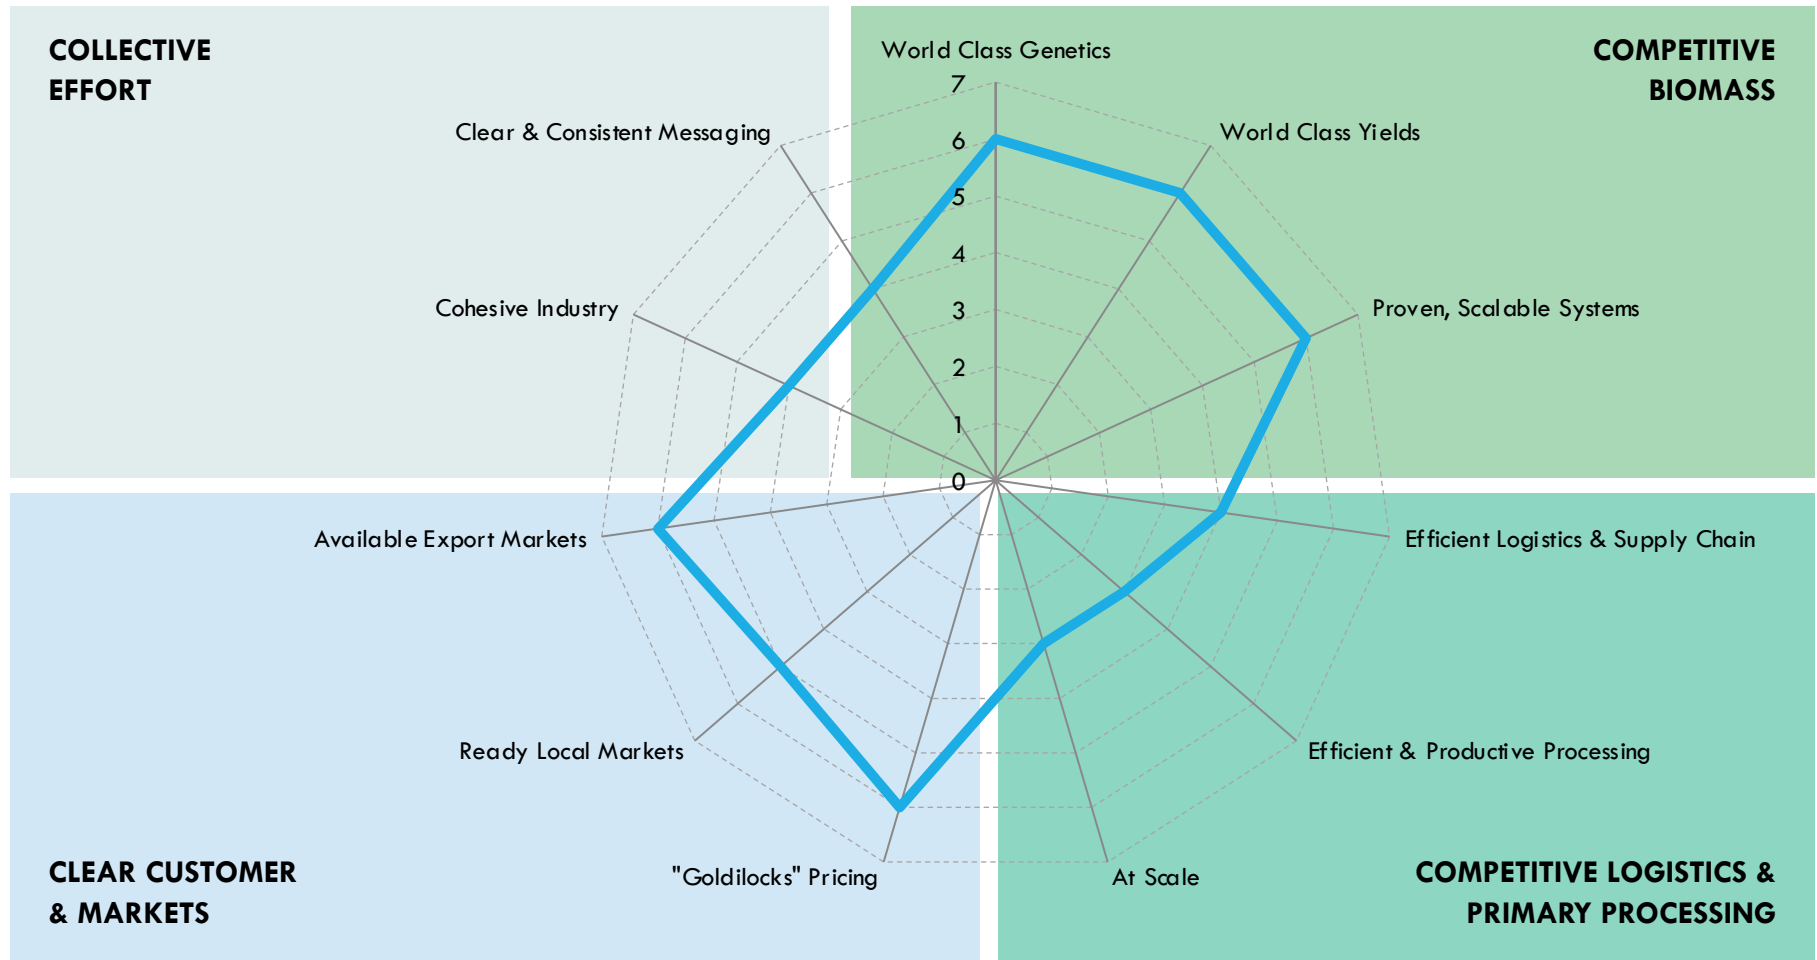 COLLECTIVE
EFFORT
COMPETITIVE
BIOMASS
World Class Genetics
7
6
5
4
3
2
1
0
Clear & Consistent Messaging
World Class Yields
Cohesive Industry
Proven, Scalable Systems
Available Export Markets
Efficient Logistics & Supply Chain
Ready Local Markets
Efficient & Productive Processing
"Goldilocks" Pricing
At Scale
CLEAR CUSTOMER
& MARKETS
COMPETITIVE LOGISTICS &
PRIMARY PROCESSING